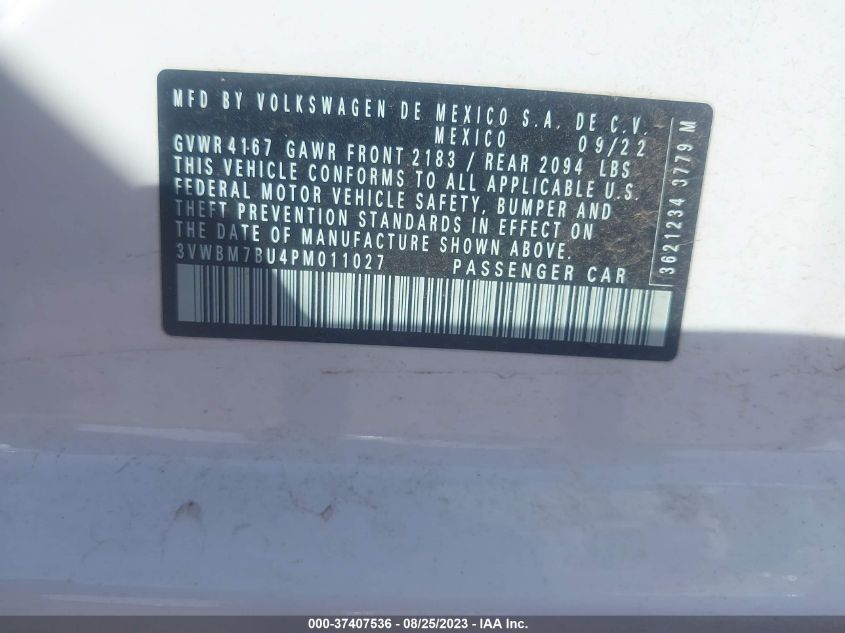 MFD BY VOLKSWAGEN DE MEXICO S.A. DE C.V.
MEXICO 09/22
GVWR 4167 GAWR FRONT 2183 / REAR 2094 LBS
THIS VEHICLE CONFORMS TO ALL APPLICABLE U.S.
FEDERAL MOTOR VEHICLE SAFETY, BUMPER AND
THEFT PREVENTION STANDARDS IN EFFECT ON
THE DATE OF MANUFACTURE SHOWN ABOVE.
3VWBM7BU4PM011027 PASSENGER CAR
3621234 3779 M
000-37407536 - 08/25/2023 - IAAI Inc.